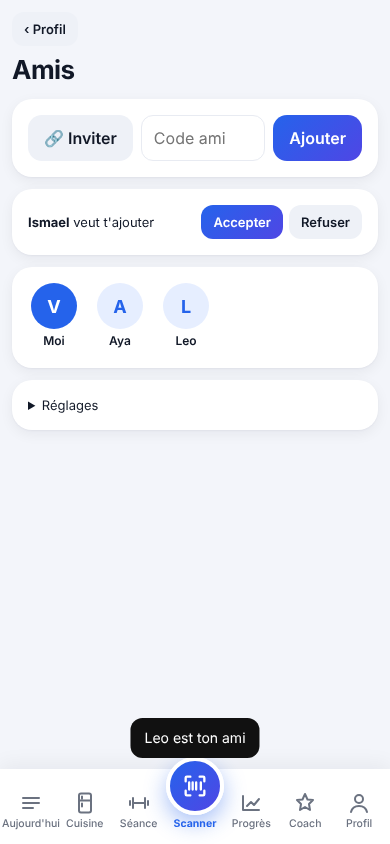 ‹ Profil
Amis
🔗 Inviter
Code ami
Ajouter
Ismael veut t'ajouter
Accepter
Refuser
V
A
L
Moi
Aya
Leo
▶ Réglages
Leo est ton ami
Aujourd'hui
Cuisine
Séance
Scanner
Progrès
Coach
Profil